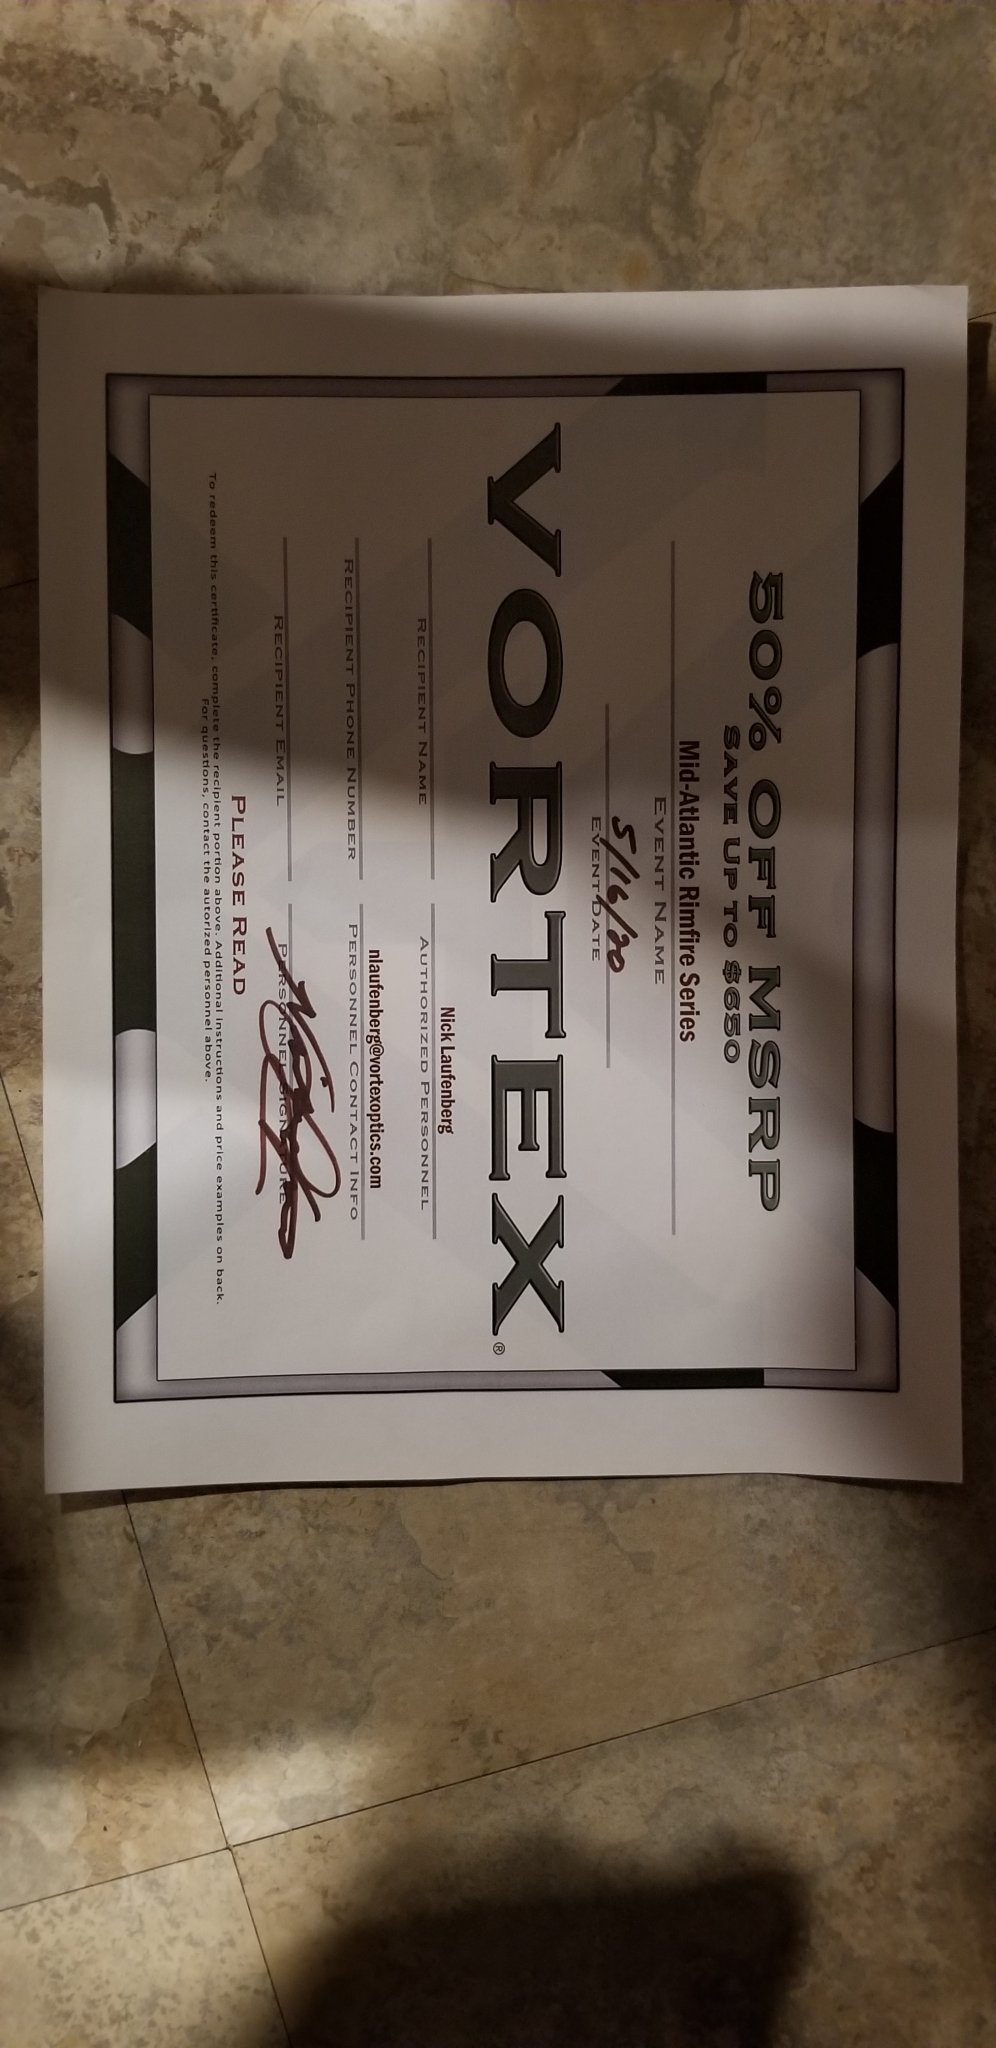 50% OFF MSRP
SAVE UP TO $650
Mid-Atlantic Rimfire Series
EVENT NAME
5/16/20
EVENT DATE
VORTEX®
Nick Laufenberg
RECIPIENT NAME AUTHORIZED PERSONNEL
nlaufenberg@vortexoptics.com
RECIPIENT PHONE NUMBER PERSONNEL CONTACT INFO
RECIPIENT EMAIL PERSONNEL SIGNATURE
PLEASE READ
To redeem this certificate, complete the recipient portion above. Additional instructions and price examples on back.
For questions, contact the autorized personnel above.